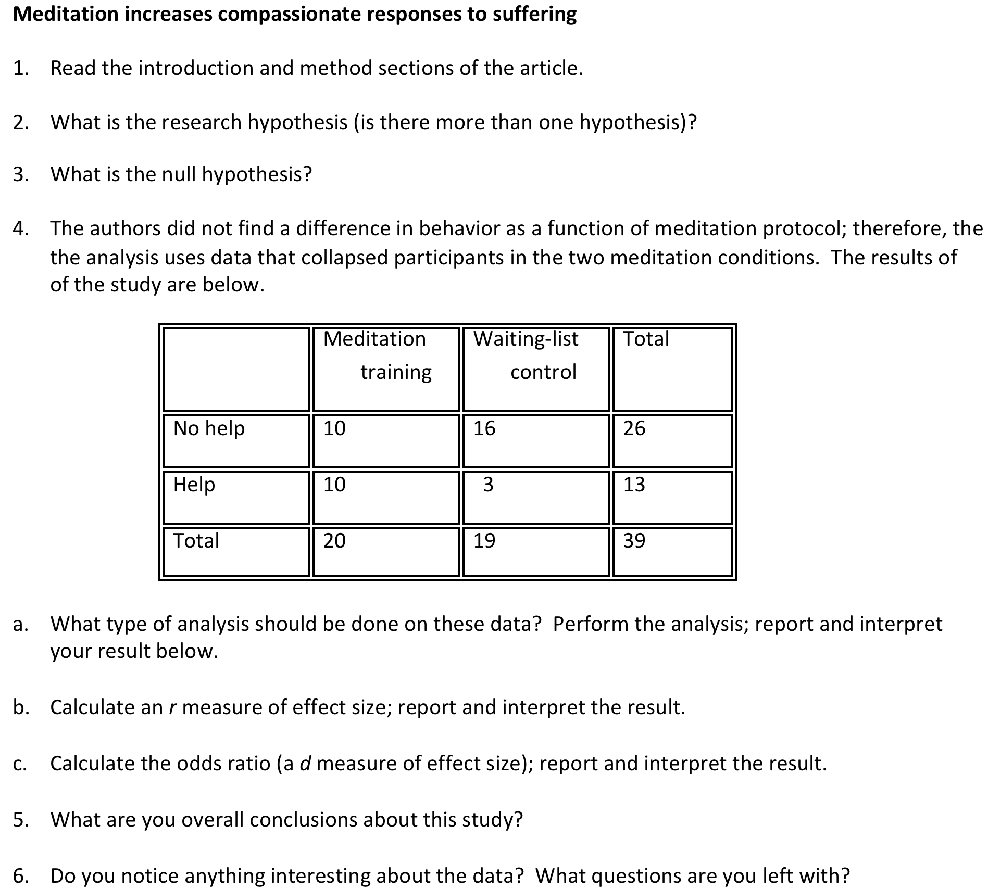 Meditation increases compassionate responses to suffering
1. Read the introduction and method sections of the article.
2. What is the research hypothesis (is there more than one hypothesis)?
3. What is the null hypothesis?
4. The authors did not find a difference in behavior as a function of meditation protocol; therefore, the
the analysis uses data that collapsed participants in the two meditation conditions. The results of
of the study are below.
Meditation training Waiting-list control Total
No help 10 16 26
Help 10 3 13
Total 20 19 39
a. What type of analysis should be done on these data? Perform the analysis; report and interpret
your result below.
b. Calculate an r measure of effect size; report and interpret the result.
c. Calculate the odds ratio (a d measure of effect size); report and interpret the result.
5. What are you overall conclusions about this study?
6. Do you notice anything interesting about the data? What questions are you left with?